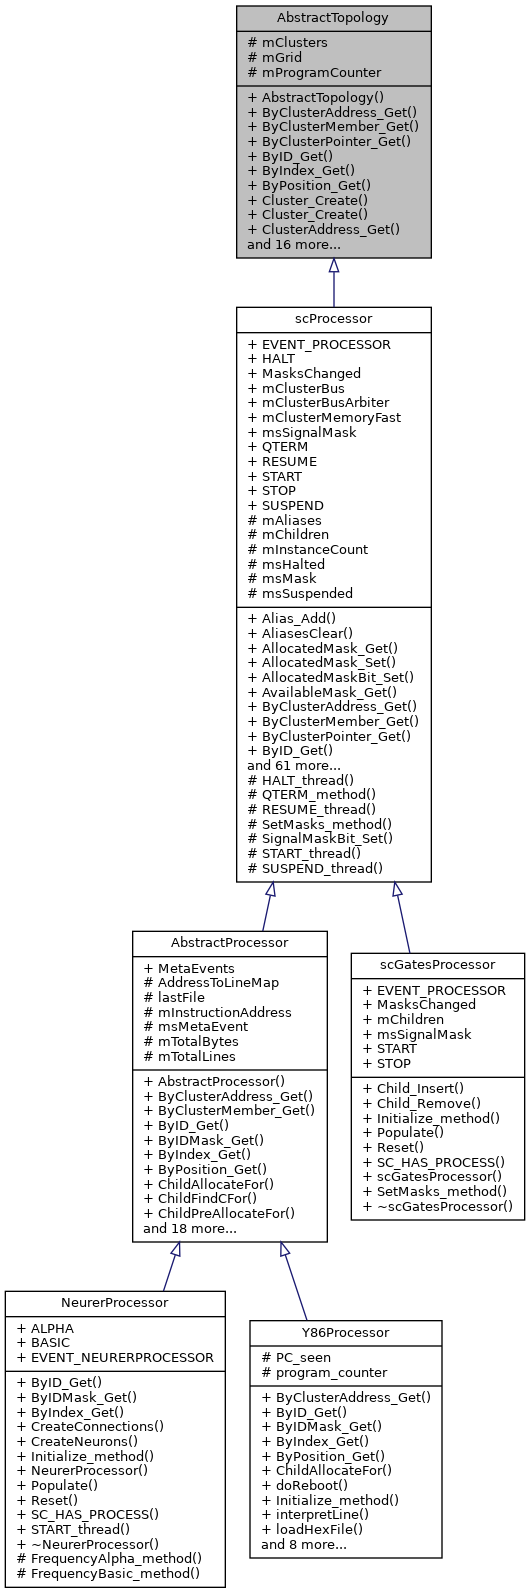 AbstractTopology
# mClusters
# mGrid
# mProgramCounter
+ AbstractTopology()
+ ByClusterAddress_Get()
+ ByClusterMember_Get()
+ ByClusterPointer_Get()
+ ByID_Get()
+ ByIndex_Get()
+ ByPosition_Get()
+ Cluster_Create()
+ Cluster_Create()
+ ClusterAddress_Get()
and 16 more...
scProcessor
+ EVENT_PROCESSOR
+ HALT
+ MasksChanged
+ mClusterBus
+ mClusterBusArbiter
+ mClusterMemoryFast
+ msSignalMask
+ QTERM
+ RESUME
+ START
+ STOP
+ SUSPEND
# mAliases
# mChildren
# mInstanceCount
# msHalted
# msMask
# msSuspended
+ Alias_Add()
+ AliasesClear()
+ AllocatedMask_Get()
+ AllocatedMask_Set()
+ AllocatedMaskBit_Set()
+ AvailableMask_Get()
+ ByClusterAddress_Get()
+ ByClusterMember_Get()
+ ByClusterPointer_Get()
+ ByID_Get()
and 61 more...
# HALT_thread()
# QTERM_method()
# RESUME_thread()
# SetMasks_method()
# SignalMaskBit_Set()
# START_thread()
# SUSPEND_thread()
AbstractProcessor
+ MetaEvents
# AddressToLineMap
# lastFile
# mInstructionAddress
# msMetaEvent
# mTotalBytes
# mTotalLines
+ AbstractProcessor()
+ ByClusterAddress_Get()
+ ByClusterMember_Get()
+ ByID_Get()
+ ByIDMask_Get()
+ ByIndex_Get()
+ ByPosition_Get()
+ ChildAllocateFor()
+ ChildFindCFor()
+ ChildPreAllocateFor()
and 18 more...
scGatesProcessor
+ EVENT_PROCESSOR
+ MasksChanged
+ mChildren
+ msSignalMask
+ START
+ STOP
+ Child_Insert()
+ Child_Remove()
+ Initialize_method()
+ Populate()
+ Reset()
+ SC_HAS_PROCESS()
+ scGatesProcessor()
+ SetMasks_method()
+ ~scGatesProcessor()
NeurerProcessor
+ ALPHA
+ BASIC
+ EVENT_NEURERPROCESSOR
+ ByID_Get()
+ ByIDMask_Get()
+ ByIndex_Get()
+ CreateConnections()
+ CreateNeurons()
+ Initialize_method()
+ NeurerProcessor()
+ Populate()
+ Reset()
+ SC_HAS_PROCESS()
+ START_thread()
+ ~NeurerProcessor()
# FrequencyAlpha_method()
# FrequencyBasic_method()
Y86Processor
# PC_seen
# program_counter
+ ByClusterAddress_Get()
+ ByID_Get()
+ ByIDMask_Get()
+ ByIndex_Get()
+ ByPosition_Get()
+ ChildAllocateFor()
+ doReboot()
+ Initialize_method()
+ interpretLine()
+ loadHexFile()
and 8 more...